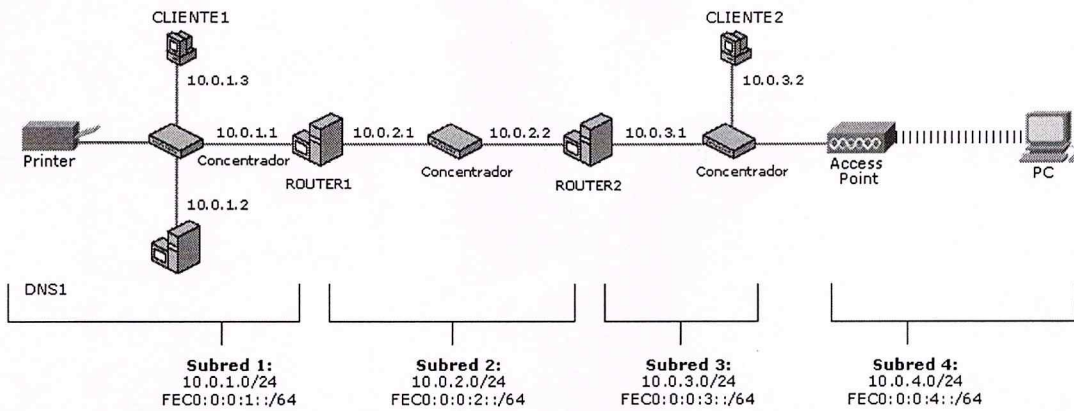 CLIENTE1
CLIENTE2
10.0.1.3
10.0.3.2
10.0.1.1
10.0.2.1
10.0.2.2
10.0.3.1
Printer
Concentrador
ROUTER1
Concentrador
ROUTER2
Concentrador
Access
Point
PC
10.0.1.2
DNS1
Subred 1:
10.0.1.0/24
FEC0:0:0:1::/64
Subred 2:
10.0.2.0/24
FEC0:0:0:2::/64
Subred 3:
10.0.3.0/24
FEC0:0:0:3::/64
Subred 4:
10.0.4.0/24
FEC0:0:0:4::/64